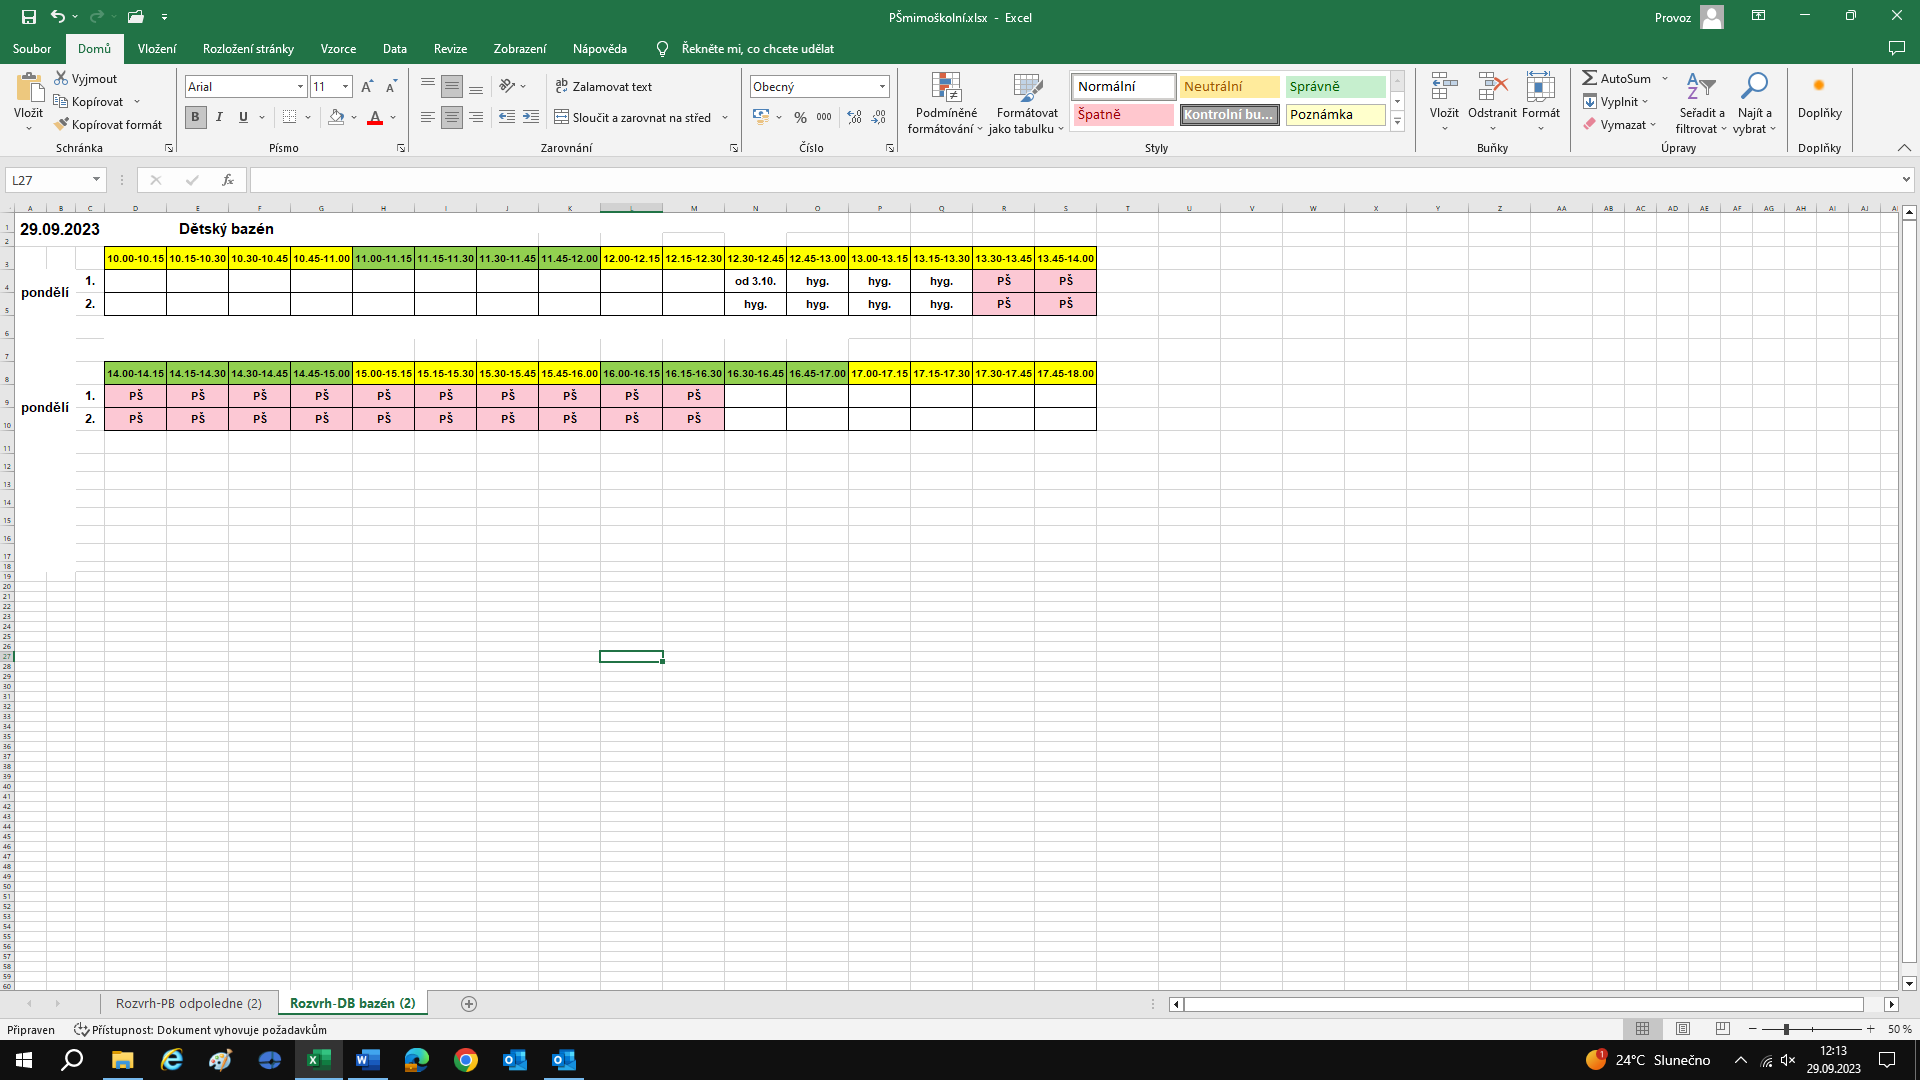 PŠmimoškolní.xlsx - Excel
Provoz
Soubor Domů Vložení Rozložení stránky Vzorce Data Revize Zobrazení Nápověda Řekněte mi, co chcete udělat
Vložit
Vyjmout
Kopírovat
Kopírovat formát
Schránka
Arial 11
B I U
Písmo
Zalamovat text
Sloučit a zarovnat na střed
Zarovnání
Obecný
% 000
Číslo
Podmíněné formátování
Formátovat jako tabulku
Normální Neutrální Správně
Špatně Kontrolní bu... Poznámka
Styly
Vložit Odstranit Formát
Buňky
AutoSum
Vyplnit
Vymazat
Seřadit a filtrovat
Najít a vybrat
Úpravy
Doplňky
Doplňky
L27
fx
A B C D E F G H I J K L M N O P Q R S T U V W X Y Z AA AB AC AD AE AF AG AH AI AJ
29.09.2023 Dětský bazén
10.00-10.15 10.15-10.30 10.30-10.45 10.45-11.00 11.00-11.15 11.15-11.30 11.30-11.45 11.45-12.00 12.00-12.15 12.15-12.30 12.30-12.45 12.45-13.00 13.00-13.15 13.15-13.30 13.30-13.45 13.45-14.00
pondělí
1. od 3.10. hyg. hyg. hyg. PŠ PŠ
2. hyg. hyg. hyg. hyg. PŠ PŠ
14.00-14.15 14.15-14.30 14.30-14.45 14.45-15.00 15.00-15.15 15.15-15.30 15.30-15.45 15.45-16.00 16.00-16.15 16.15-16.30 16.30-16.45 16.45-17.00 17.00-17.15 17.15-17.30 17.30-17.45 17.45-18.00
pondělí
1. PŠ PŠ PŠ PŠ PŠ PŠ PŠ PŠ PŠ PŠ
2. PŠ PŠ PŠ PŠ PŠ PŠ PŠ PŠ PŠ PŠ
Rozvrh-PB odpoledne (2) Rozvrh-DB bazén (2)
Připraven Přístupnost: Dokument vyhovuje požadavkům
50 %
24°C Slunečno
12:13
29.09.2023